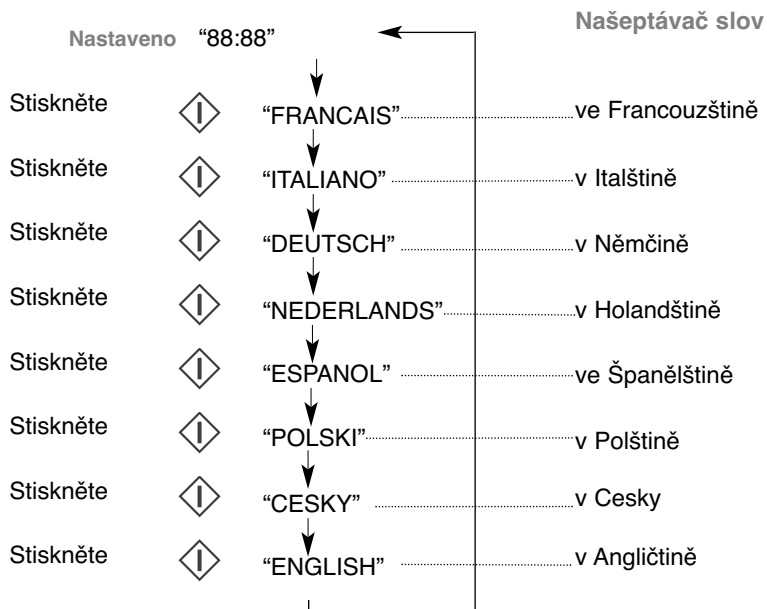 Našeptávač slov
Nastaveno “88:88”
Stiskněte “FRANCAIS” ve Francouzštině
Stiskněte “ITALIANO” v Italštině
Stiskněte “DEUTSCH” v Němčině
Stiskněte “NEDERLANDS” v Holandštině
Stiskněte “ESPANOL” ve Španělštině
Stiskněte “POLSKI” v Polštině
Stiskněte “CESKY” v Cesky
Stiskněte “ENGLISH” v Angličtině